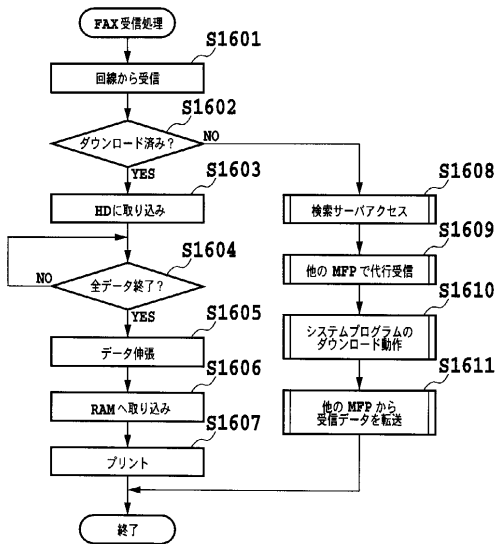 FAX受信処理
S1601
回線から受信
S1602
ダウンロード済み？
NO
YES
S1603
HDに取り込み
S1604
NO
全データ終了？
YES
S1605
データ伸張
S1606
RAMへ取り込み
S1607
プリント
終了
S1608
検索サーバアクセス
S1609
他のMFPで代行受信
S1610
システムプログラムの
ダウンロード動作
S1611
他のMFPから
受信データを転送